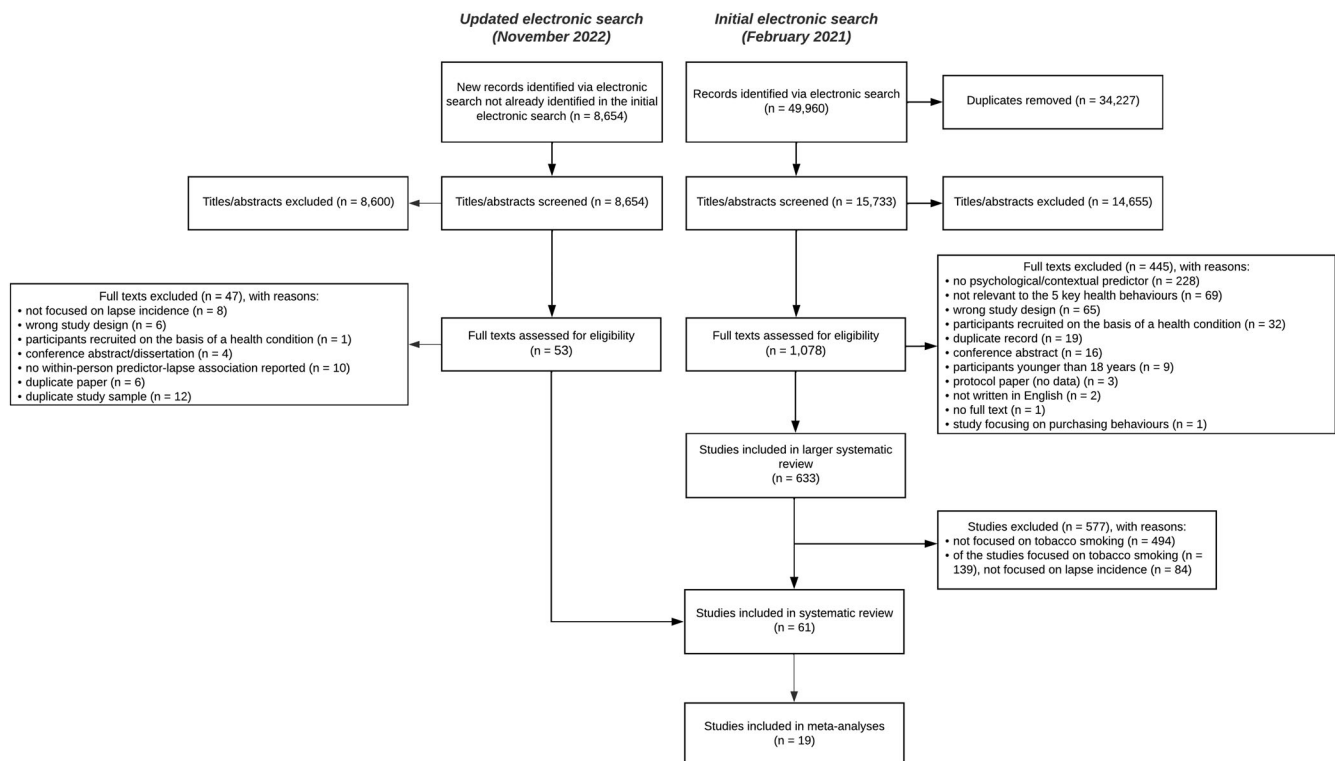 Updated electronic search
(November 2022)
Initial electronic search
(February 2021)
New records identified via electronic
search not already identified in the initial
electronic search (n = 8,654)
Records identified via electronic search
(n = 49,960)
Duplicates removed (n = 34,227)
Titles/abstracts excluded (n = 8,600)
Titles/abstracts screened (n = 8,654)
Titles/abstracts screened (n = 15,733)
Titles/abstracts excluded (n = 14,655)
Full texts excluded (n = 47), with reasons:
• not focused on lapse incidence (n = 8)
• wrong study design (n = 6)
• participants recruited on the basis of a health condition (n = 1)
• conference abstract/dissertation (n = 4)
• no within-person predictor-lapse association reported (n = 10)
• duplicate paper (n = 6)
• duplicate study sample (n = 12)
Full texts assessed for eligibility
(n = 53)
Full texts assessed for eligibility
(n = 1,078)
Full texts excluded (n = 445), with reasons:
• no psychological/contextual predictor (n = 228)
• not relevant to the 5 key health behaviours (n = 69)
• wrong study design (n = 65)
• participants recruited on the basis of a health condition (n = 32)
• duplicate record (n = 19)
• conference abstract (n = 16)
• participants younger than 18 years (n = 9)
• protocol paper (no data) (n = 3)
• not written in English (n = 2)
• no full text (n = 1)
• study focusing on purchasing behaviours (n = 1)
Studies included in larger systematic
review
(n = 633)
Studies excluded (n = 577), with reasons:
• not focused on tobacco smoking (n = 494)
• of the studies focused on tobacco smoking (n =
139), not focused on lapse incidence (n = 84)
Studies included in systematic review
(n = 61)
Studies included in meta-analyses
(n = 19)